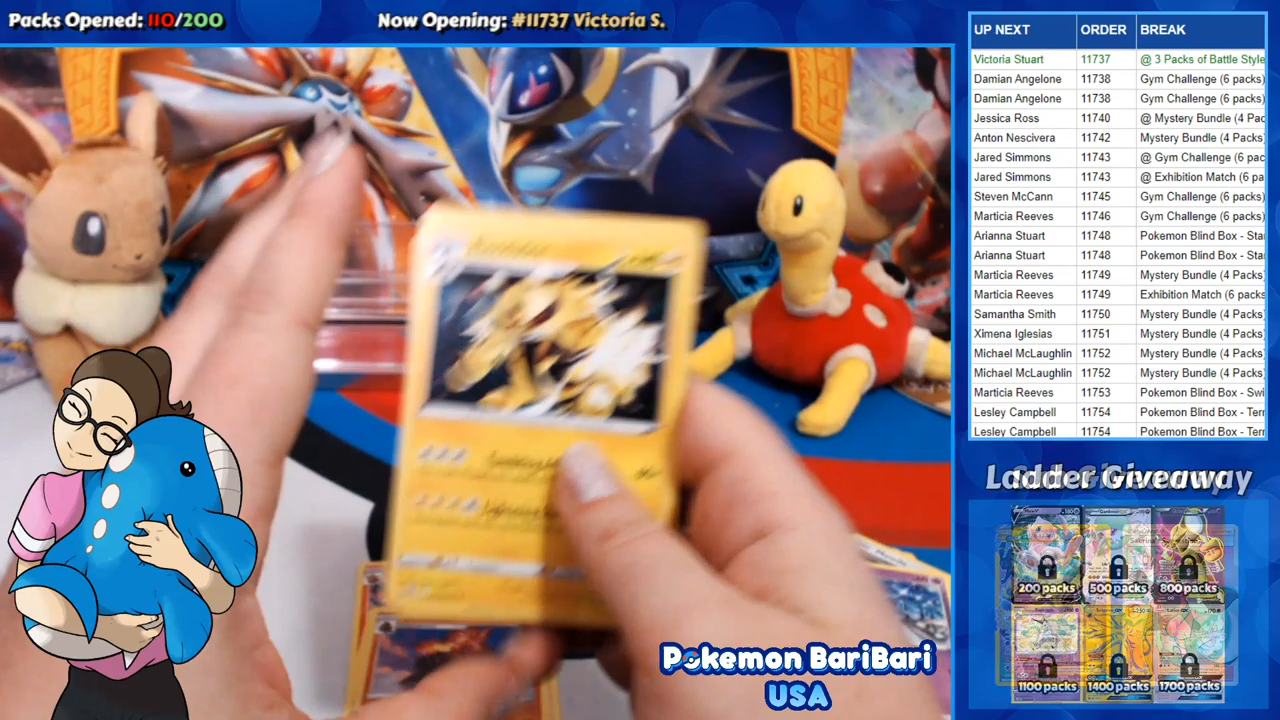 Packs Opened: 110/200
Now Opening: #11737 Victoria S.
UP NEXT ORDER BREAK
Victoria Stuart 11737 @ 3 Packs of Battle Style
Damian Angelone 11738 Gym Challenge (6 packs)
Damian Angelone 11738 Gym Challenge (6 packs)
Jessica Ross 11740 @ Mystery Bundle (4 Pac
Anton Nescivera 11742 Mystery Bundle (4 Packs)
Jared Simmons 11743 @ Gym Challenge (6 pac
Jared Simmons 11743 @ Exhibition Match (6 pa
Steven McCann 11745 Gym Challenge (6 packs)
Marticia Reeves 11746 Gym Challenge (6 packs)
Arianna Stuart 11748 Pokemon Blind Box - Sta
Arianna Stuart 11748 Pokemon Blind Box - Sta
Marticia Reeves 11749 Mystery Bundle (4 Packs)
Marticia Reeves 11749 Exhibition Match (6 packs
Samantha Smith 11750 Mystery Bundle (4 Packs)
Ximena Iglesias 11751 Mystery Bundle (4 Packs)
Michael McLaughlin 11752 Mystery Bundle (4 Packs)
Michael McLaughlin 11752 Mystery Bundle (4 Packs)
Marticia Reeves 11753 Pokemon Blind Box - Swi
Lesley Campbell 11754 Pokemon Blind Box - Terr
Lesley Campbell 11754 Pokemon Blind Box - Terr
Ladder Giveaway
200 packs 500 packs 800 packs
1100 packs 1400 packs 1700 packs
Pokemon BariBari
USA